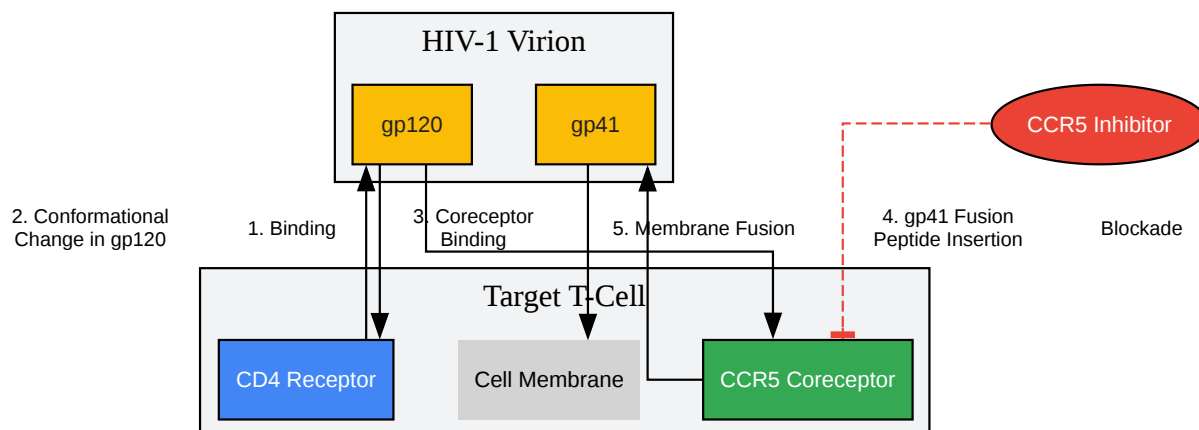 HIV-1 Virion
gp120
gp41
CCR5 Inhibitor
2. Conformational
Change in gp120
1. Binding
3. Coreceptor
Binding
5. Membrane Fusion
4. gp41 Fusion
Peptide Insertion
Blockade
Target T-Cell
CD4 Receptor
Cell Membrane
CCR5 Coreceptor